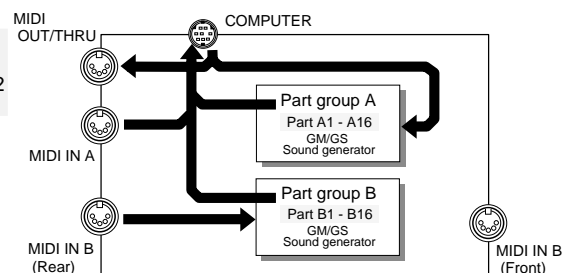 MIDI
OUT/THRU
COMPUTER
2
MIDI IN A
Part group A
Part A1 - A16
GM/GS
Sound generator
Part group B
Part B1 - B16
GM/GS
Sound generator
MIDI IN B
(Rear)
MIDI IN B
(Front)